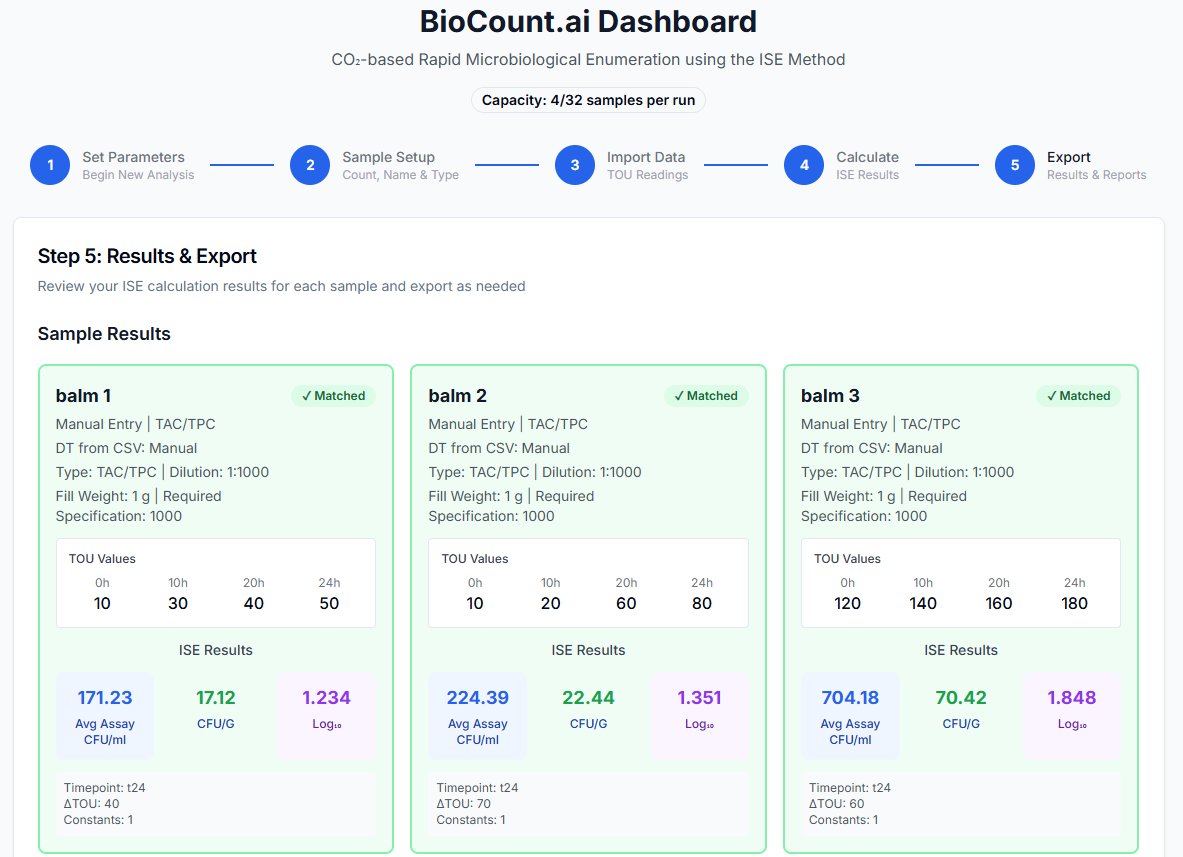 BioCount.ai Dashboard
CO₂-based Rapid Microbiological Enumeration using the ISE Method
Capacity: 4/32 samples per run
1
Set Parameters
Begin New Analysis
2
Sample Setup
Count, Name & Type
3
Import Data
TOU Readings
4
Calculate
ISE Results
5
Export
Results & Reports
Step 5: Results & Export
Review your ISE calculation results for each sample and export as needed
Sample Results
balm 1
✓ Matched
Manual Entry | TAC/TPC
DT from CSV: Manual
Type: TAC/TPC | Dilution: 1:1000
Fill Weight: 1 g | Required
Specification: 1000
TOU Values
0h 10h 20h 24h
10 30 40 50
ISE Results
171.23 17.12 1.234
Avg Assay CFU/G Log₁₀
CFU/ml
Timepoint: t24
ΔTOU: 40
Constants: 1
balm 2
✓ Matched
Manual Entry | TAC/TPC
DT from CSV: Manual
Type: TAC/TPC | Dilution: 1:1000
Fill Weight: 1 g | Required
Specification: 1000
TOU Values
0h 10h 20h 24h
10 20 60 80
ISE Results
224.39 22.44 1.351
Avg Assay CFU/G Log₁₀
CFU/ml
Timepoint: t24
ΔTOU: 70
Constants: 1
balm 3
✓ Matched
Manual Entry | TAC/TPC
DT from CSV: Manual
Type: TAC/TPC | Dilution: 1:1000
Fill Weight: 1 g | Required
Specification: 1000
TOU Values
0h 10h 20h 24h
120 140 160 180
ISE Results
704.18 70.42 1.848
Avg Assay CFU/G Log₁₀
CFU/ml
Timepoint: t24
ΔTOU: 60
Constants: 1